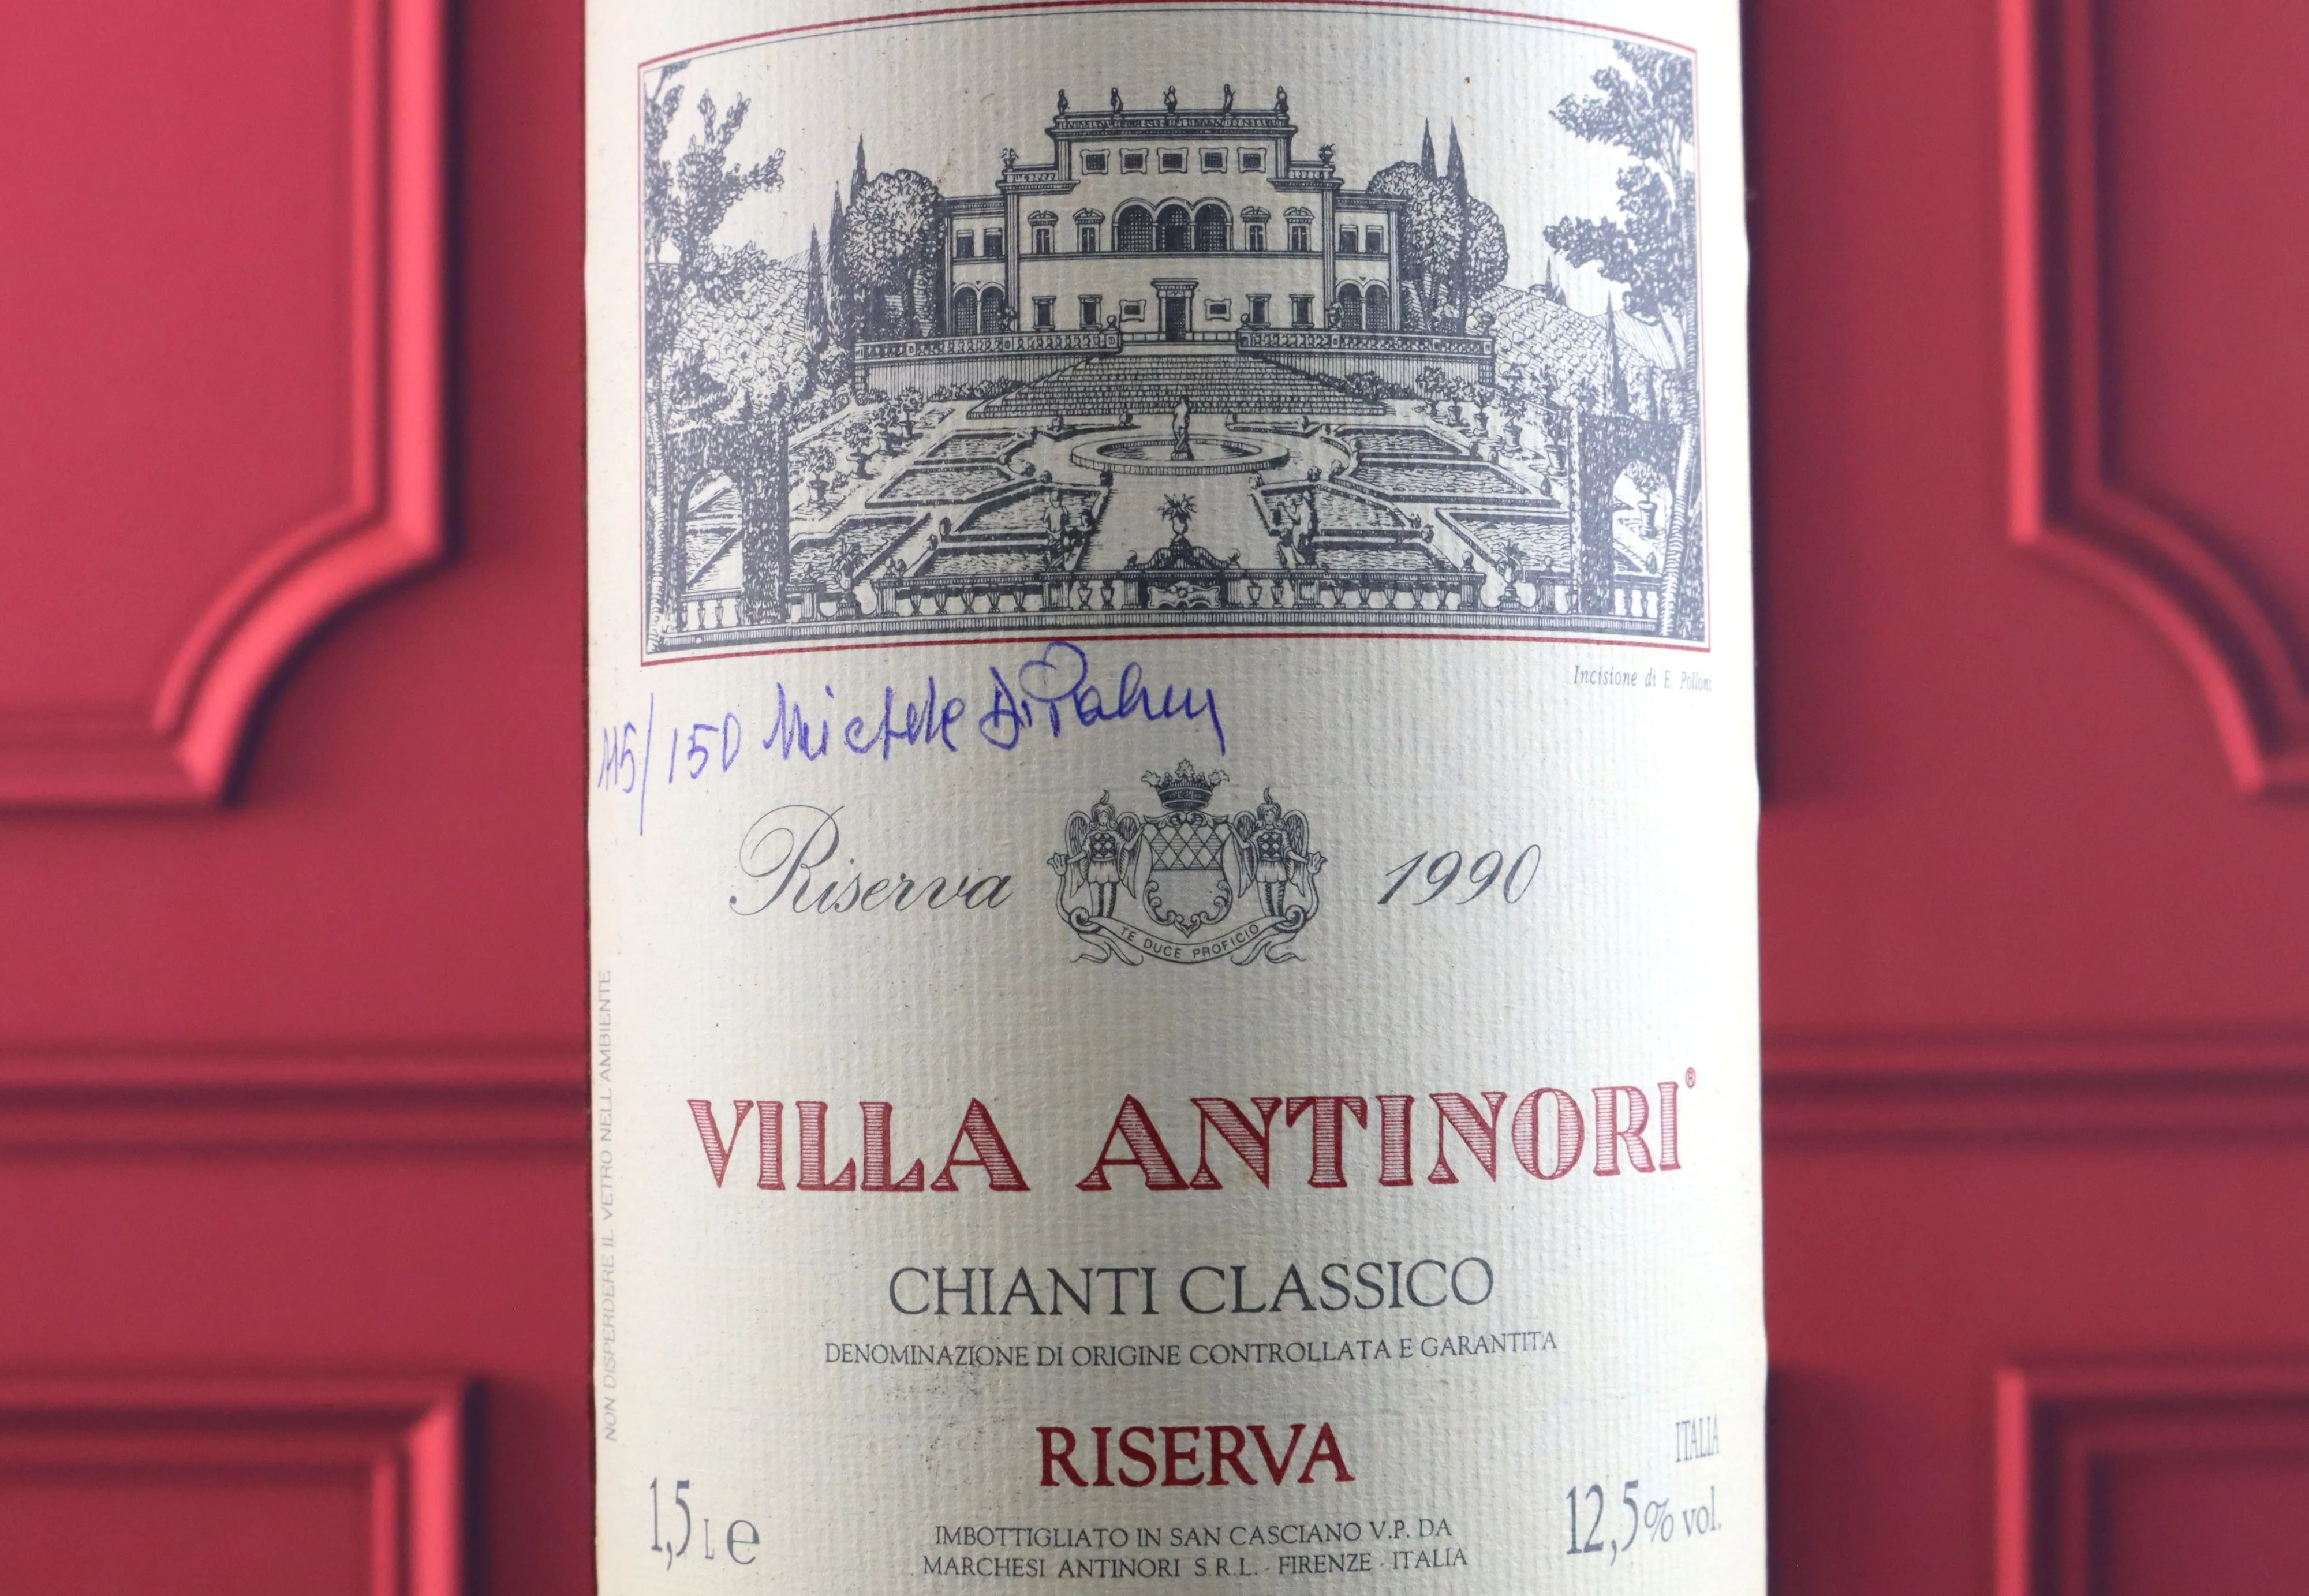 Incisione di E. Polloni
115/150 Michele Di
Riserva 1990
TE DUCE PROFICIO
NON DISPERDERE IL VETRO NELL AMBIENTE
VILLA ANTINORI®
CHIANTI CLASSICO
DENOMINAZIONE DI ORIGINE CONTROLLATA E GARANTITA
RISERVA
ITALIA
1,5 L e
12,5% vol.
IMBOTTIGLIATO IN SAN CASCIANO V.P. DA
MARCHESI ANTINORI S.R.L. - FIRENZE - ITALIA